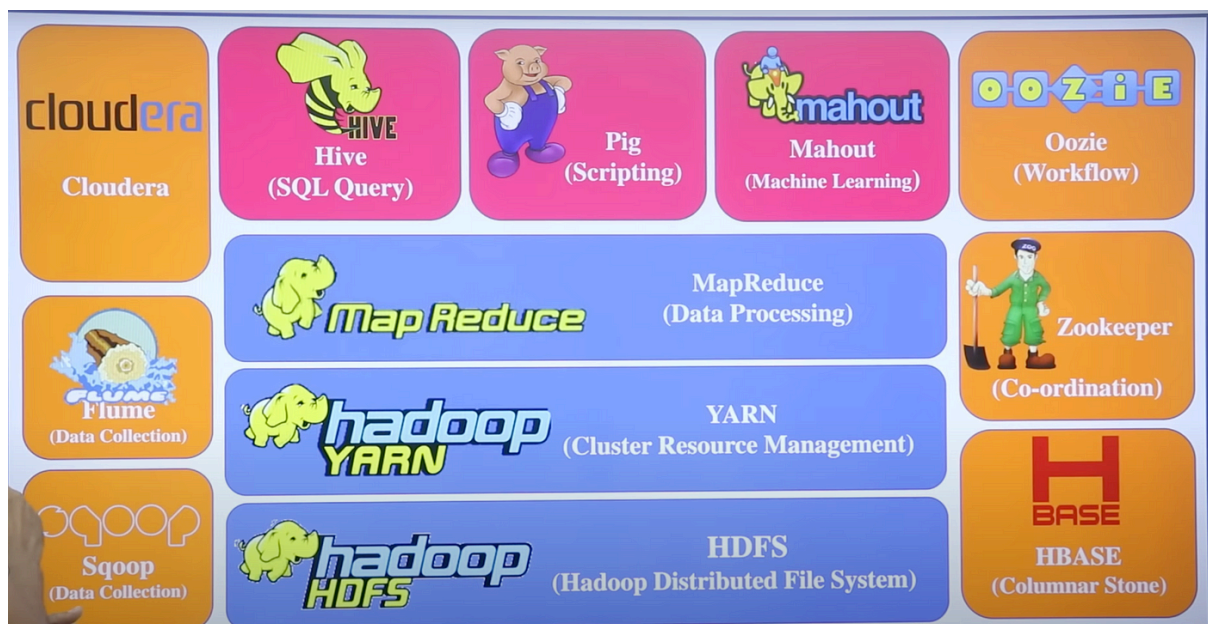 cloudera
Cloudera
HIVE
Hive
(SQL Query)
Pig
(Scripting)
mahout
Mahout
(Machine Learning)
OOZiE
Oozie
(Workflow)
Map Reduce
MapReduce
(Data Processing)
ZOO
Zookeeper
(Co-ordination)
FLUME
Flume
(Data Collection)
hadoop
YARN
YARN
(Cluster Resource Management)
H
BASE
HBASE
(Columnar Stone)
sqoop
Sqoop
(Data Collection)
hadoop
HDFS
HDFS
(Hadoop Distributed File System)